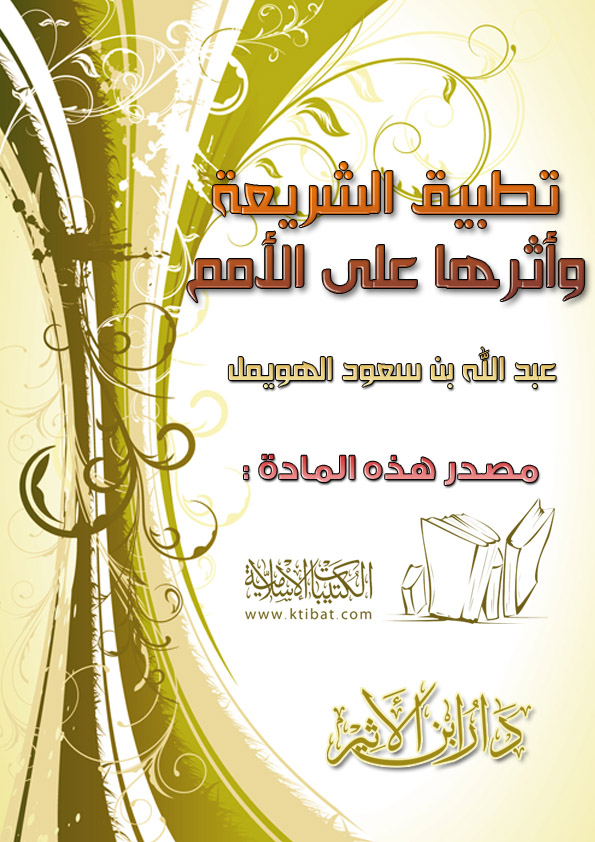 تطبيق الشريعة
وأثرها على الأمم
عبد الله بن سعود الهويمل
مصدر هذه المادة :
الكتيبات الإسلامية
www.ktibat.com
دار ابن الأثير